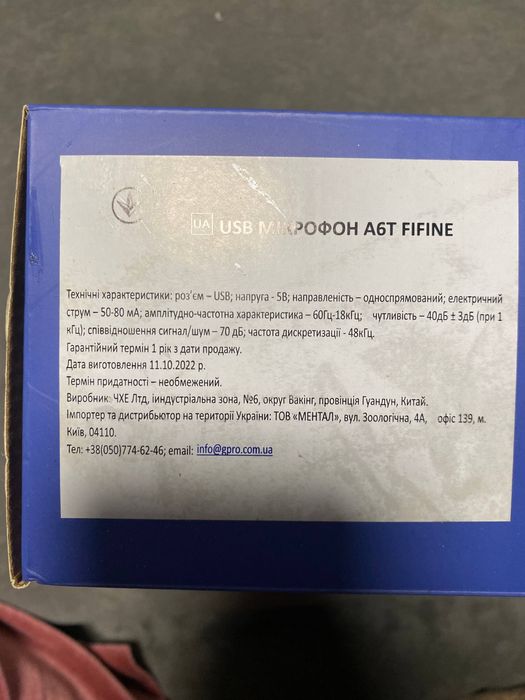 UA USB МІКРОФОН A6T FIFINE
Технічні характеристики: роз'єм – USB; напруга - 5В; направленість – односпрямований; електричний
струм – 50-80 мА; амплітудно-частотна характеристика – 60Гц-18кГц; чутливість – 40дБ ± 3дБ (при 1
кГц); співвідношення сигнал/шум – 70 дБ; частота дискретизації - 48кГц.
Гарантійний термін 1 рік з дати продажу.
Дата виготовлення 11.10.2022 р.
Термін придатності – необмежений.
Виробник: ЧХЕ Лтд, индустріальна зона, №6, округ Вакінг, провінція Гуандун, Китай.
Імпортер та дистрибьютор на території України: ТОВ «МЕНТАЛ», вул. Зоологічна, 4А, офіс 139, м.
Київ, 04110.
Тел: +38(050)774-62-46; email: info@gpro.com.ua